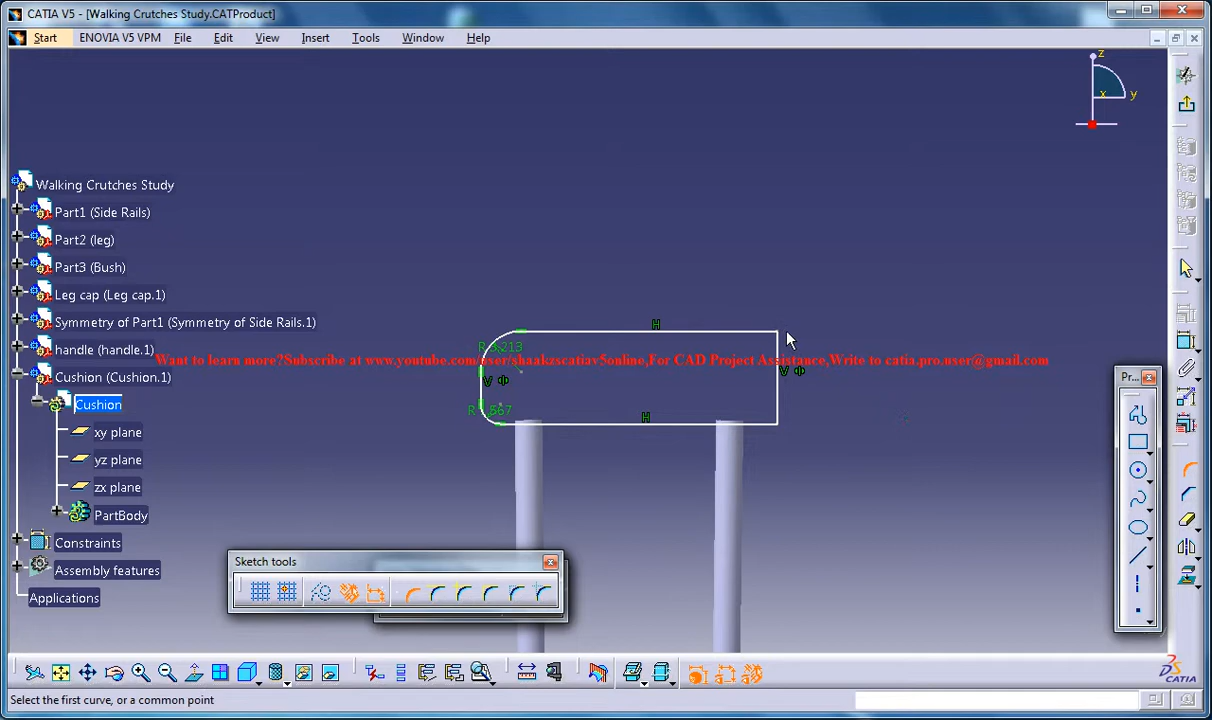 CATIA V5 - [Walking Crutches Study.CATProduct]
Start ENOVIA V5 VPM File Edit View Insert Tools Window Help
z
x y
Walking Crutches Study
Part1 (Side Rails)
Part2 (leg)
Part3 (Bush)
Leg cap (Leg cap.1)
Symmetry of Part1 (Symmetry of Side Rails.1)
handle (handle.1)
Cushion (Cushion.1)
Cushion
xy plane
yz plane
zx plane
PartBody
Constraints
Assembly features
Applications
H
Want to learn more?Subscribe at www.youtube.com/user/shaakzscatiav5online,For CAD Project Assistance,Write to catia.pro.user@gmail.com
V V
H
Pr...
Sketch tools
CATIA
Select the first curve, or a common point